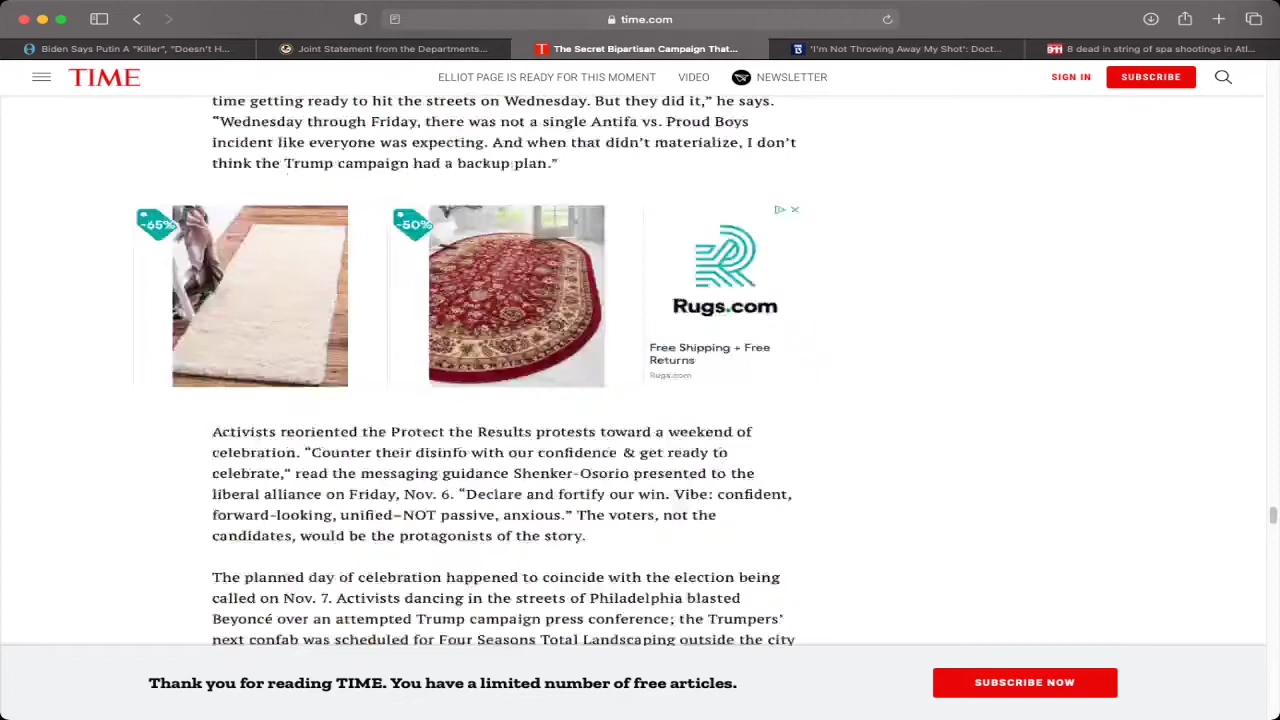 time.com
Biden Says Putin A "Killer", "Doesn't H...
Joint Statement from the Departments...
The Secret Bipartisan Campaign That...
'I'm Not Throwing Away My Shot': Doct...
8 dead in string of spa shootings in Atl...
TIME
ELLIOT PAGE IS READY FOR THIS MOMENT
VIDEO
NEWSLETTER
SIGN IN
SUBSCRIBE
time getting ready to hit the streets on Wednesday. But they did it,” he says.
“Wednesday through Friday, there was not a single Antifa vs. Proud Boys
incident like everyone was expecting. And when that didn’t materialize, I don’t
think the Trump campaign had a backup plan.”
-65%
-50%
Rugs.com
Free Shipping + Free
Returns
Rugs.com
Activists reoriented the Protect the Results protests toward a weekend of
celebration. “Counter their disinfo with our confidence & get ready to
celebrate,” read the messaging guidance Shenker-Osorio presented to the
liberal alliance on Friday, Nov. 6. “Declare and fortify our win. Vibe: confident,
forward-looking, unified—NOT passive, anxious.” The voters, not the
candidates, would be the protagonists of the story.
The planned day of celebration happened to coincide with the election being
called on Nov. 7. Activists dancing in the streets of Philadelphia blasted
Beyoncé over an attempted Trump campaign press conference; the Trumpers’
next confab was scheduled for Four Seasons Total Landscaping outside the city
Thank you for reading TIME. You have a limited number of free articles.
SUBSCRIBE NOW